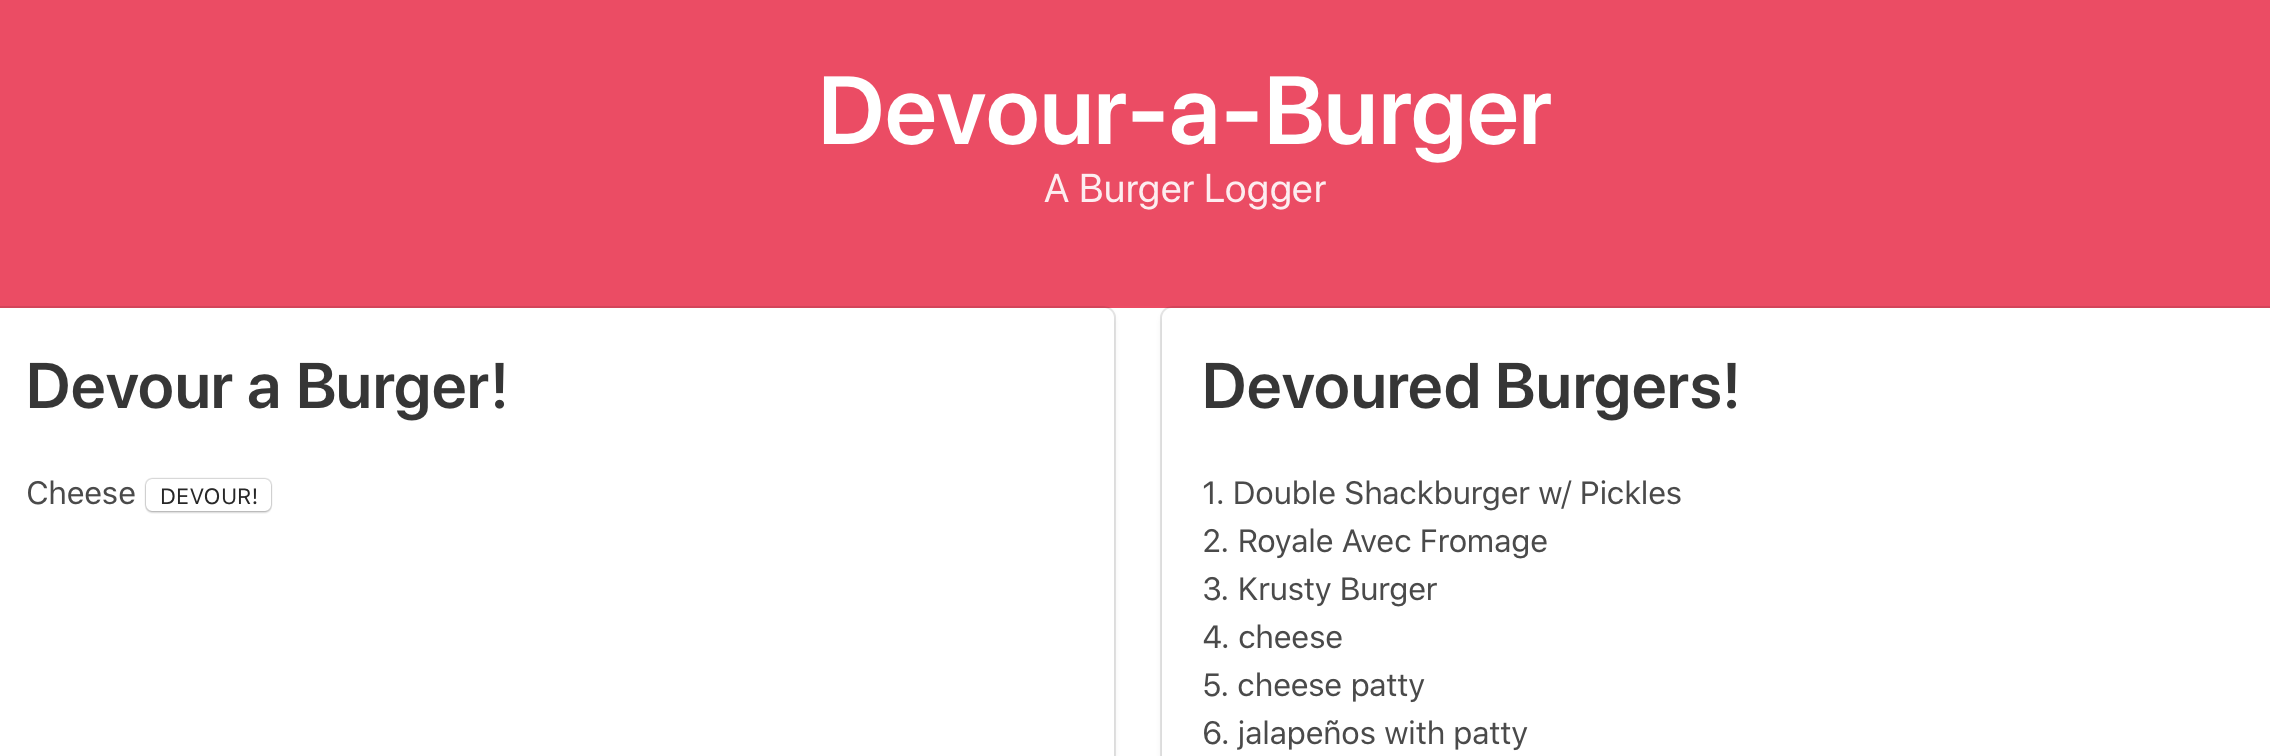 Devour-a-Burger
A Burger Logger
Devour a Burger!
Cheese DEVOUR!
Devoured Burgers!
1. Double Shackburger w/ Pickles
2. Royale Avec Fromage
3. Krusty Burger
4. cheese
5. cheese patty
6. jalapeños with patty